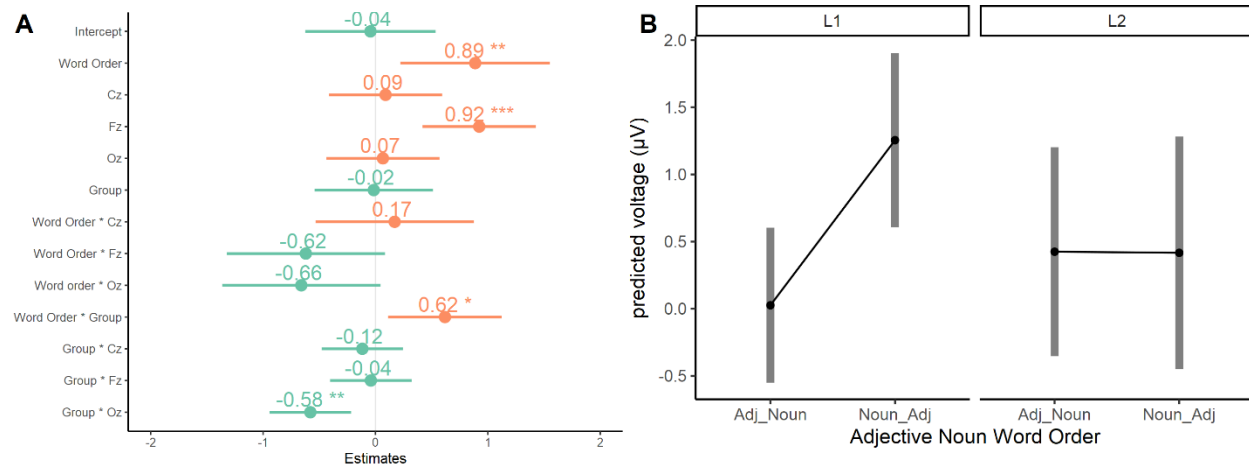 A
Intercept
-0.04
Word Order
0.89 **
Cz
0.09
Fz
0.92 ***
Oz
0.07
Group
-0.02
Word Order * Cz
0.17
Word Order * Fz
-0.62
Word order * Oz
-0.66
Word Order * Group
0.62 *
Group * Cz
-0.12
Group * Fz
-0.04
Group * Oz
-0.58 **
-2 -1 0 1 2
Estimates
B
L1 L2
predicted voltage (µV)
2.0
1.5
1.0
0.5
0.0
-0.5
Adj_Noun Noun_Adj Adj_Noun Noun_Adj
Adjective Noun Word Order